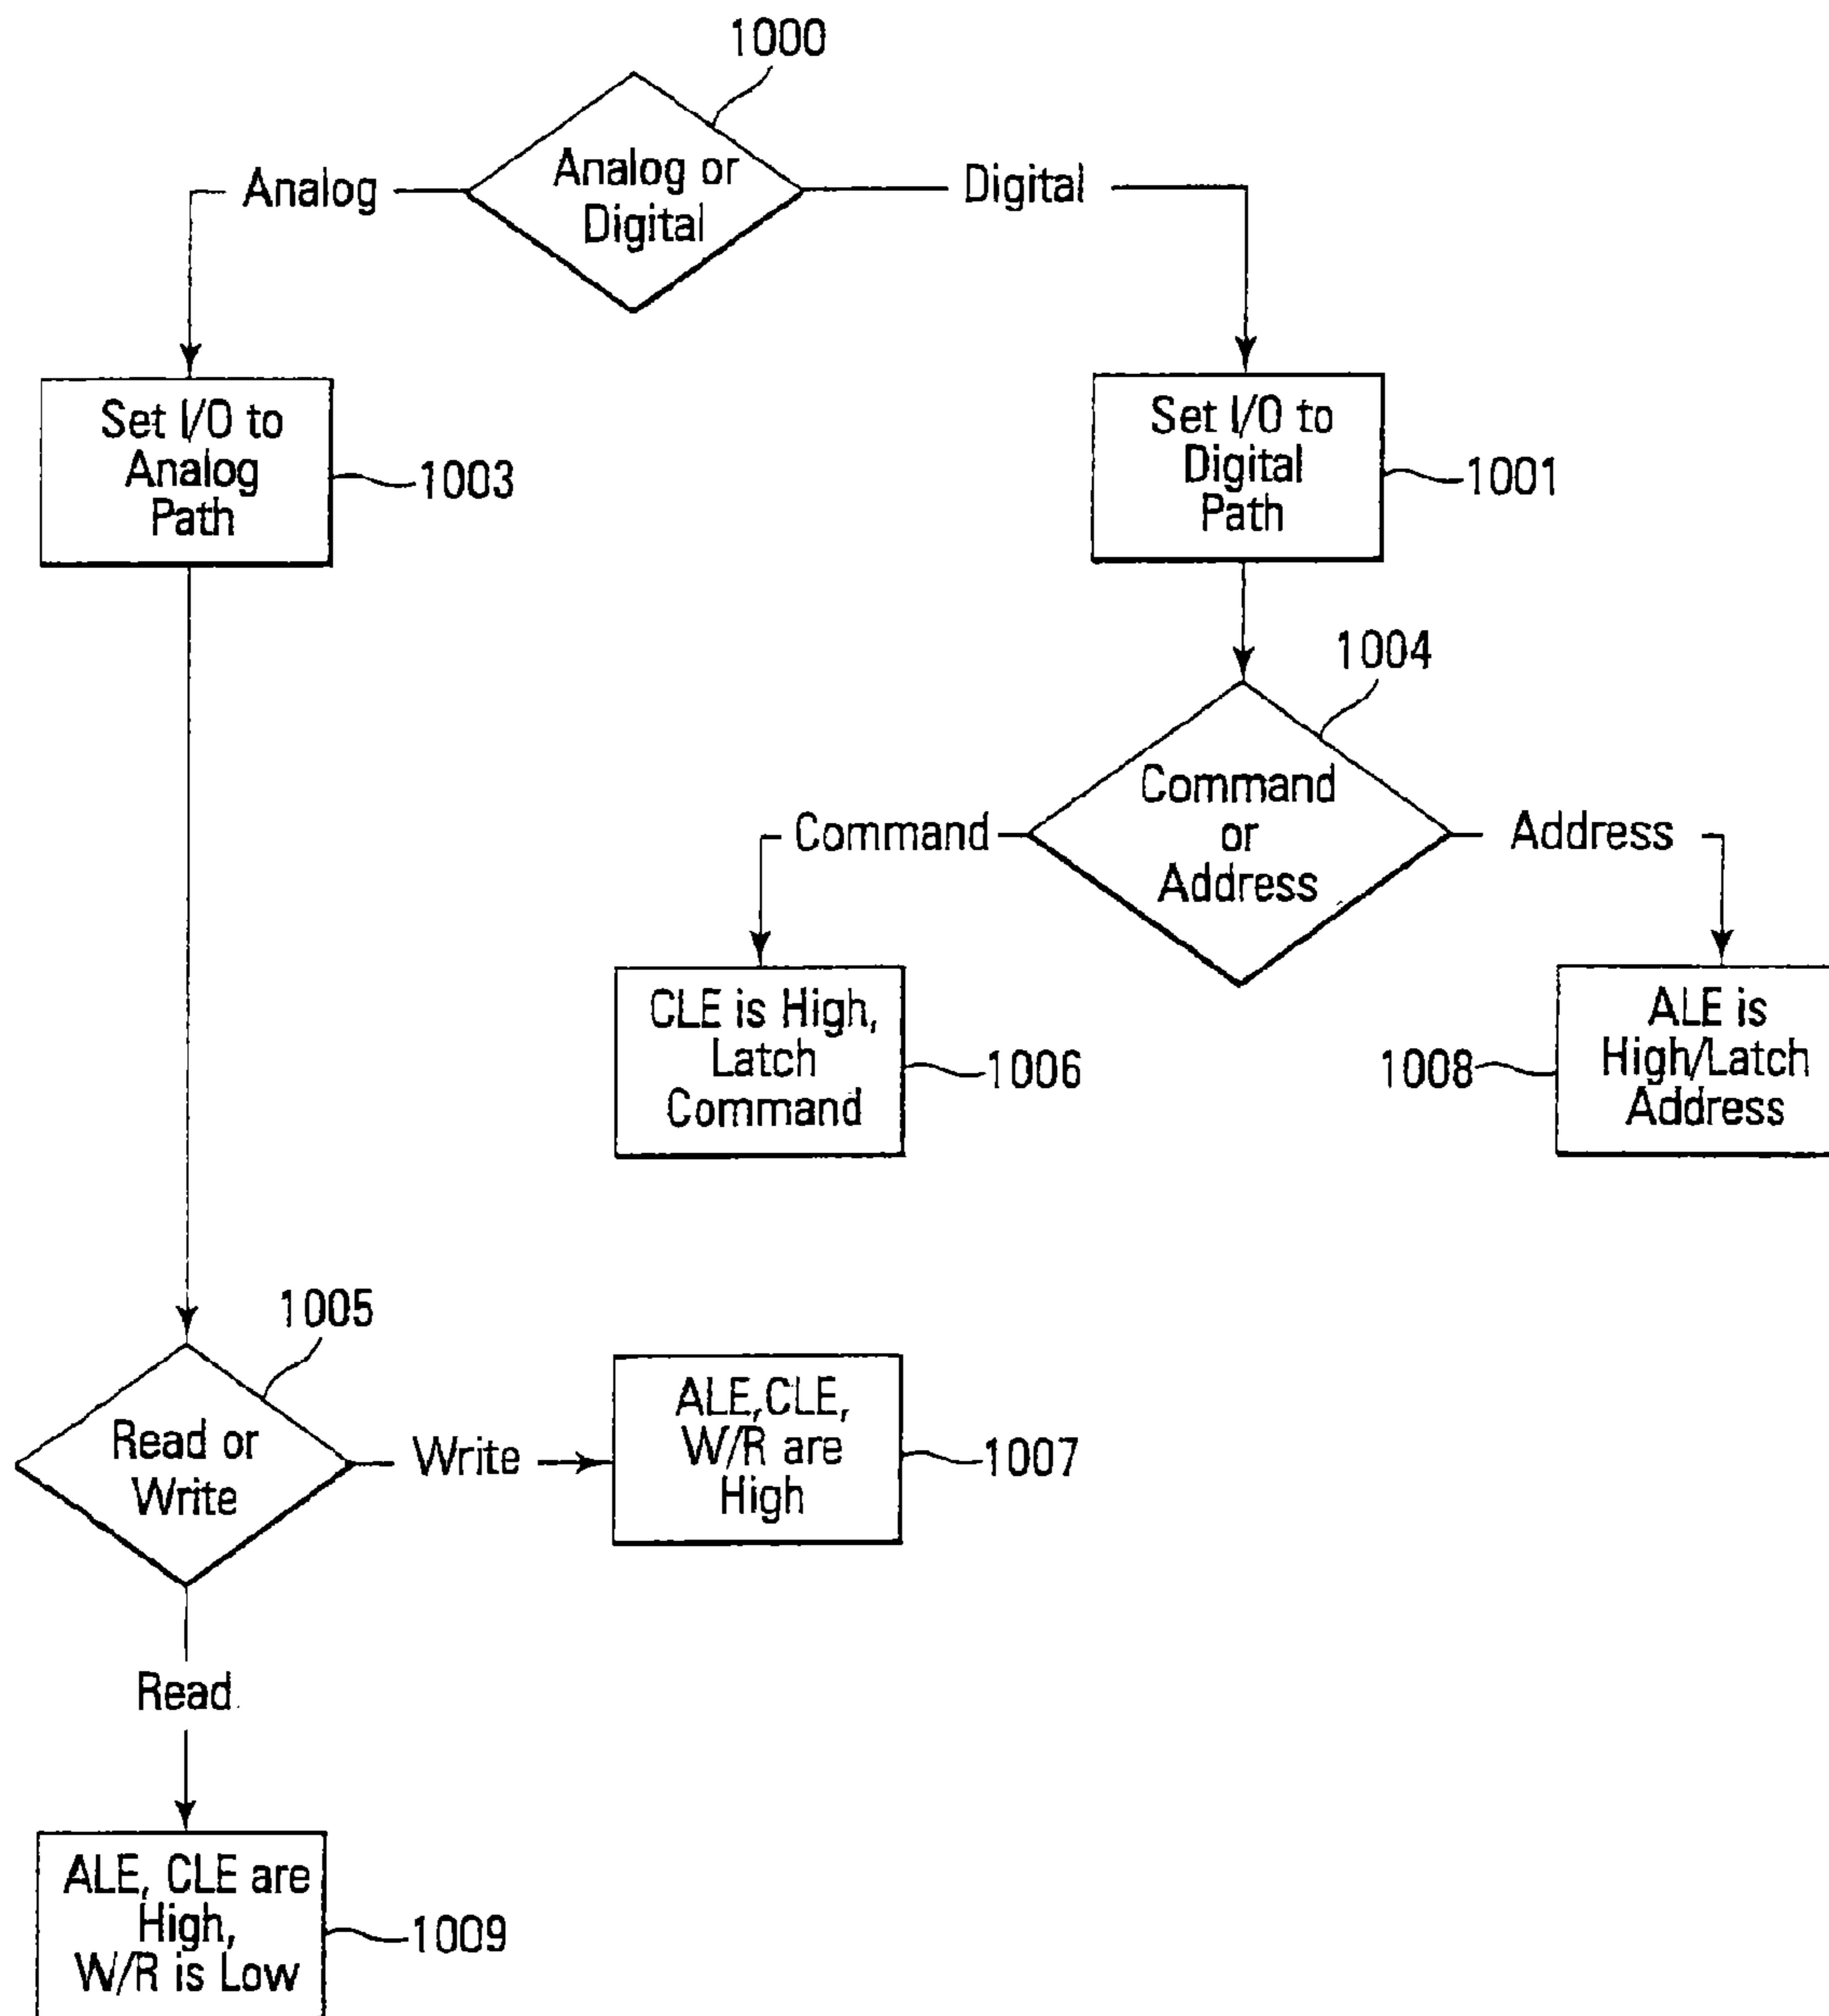 1000
Analog or
Digital
Analog
Digital
Set I/O to
Analog
Path
1003
Set I/O to
Digital
Path
1001
1004
Command
or
Address
Command
Address
CLE is High,
Latch
Command
1006
1008
ALE is
High/Latch
Address
1005
Read or
Write
Write
ALE,CLE,
W/R are
High
1007
Read
ALE, CLE are
High,
W/R is Low
1009